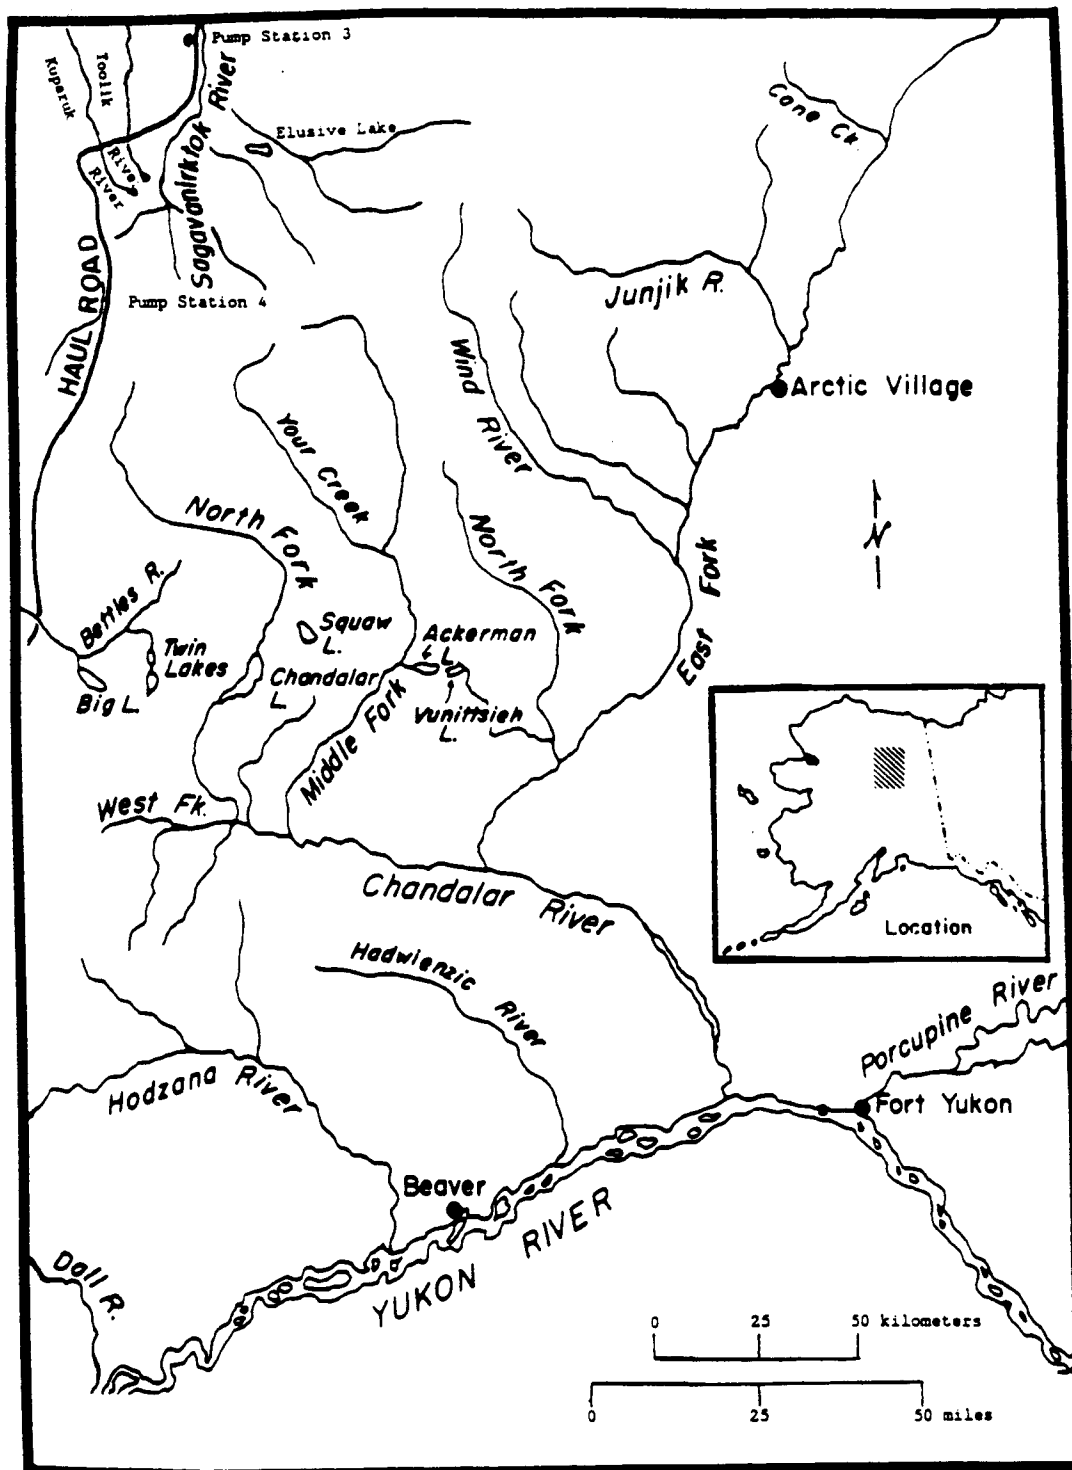 Pump Station 3
Kuparuk
River
Toolik
River
Sagavanirktok River
Elusive Lake
Cane Ck.
HAUL ROAD
Pump Station 4
Junjik R.
Wind River
Arctic Village
Your Creek
North Fork
North Fork
East Fork
N
Bettles R.
Twin
Lakes
Big L.
Squaw
L.
Chandalar
L.
Ackerman
L.
Vunittsieh
L.
Middle Fork
West Fk.
Chandalar River
Location
Hadwienzic River
Porcupine River
Hodzana River
Fort Yukon
Beaver
YUKON RIVER
Dall R.
0 25 50 kilometers
0 25 50 miles